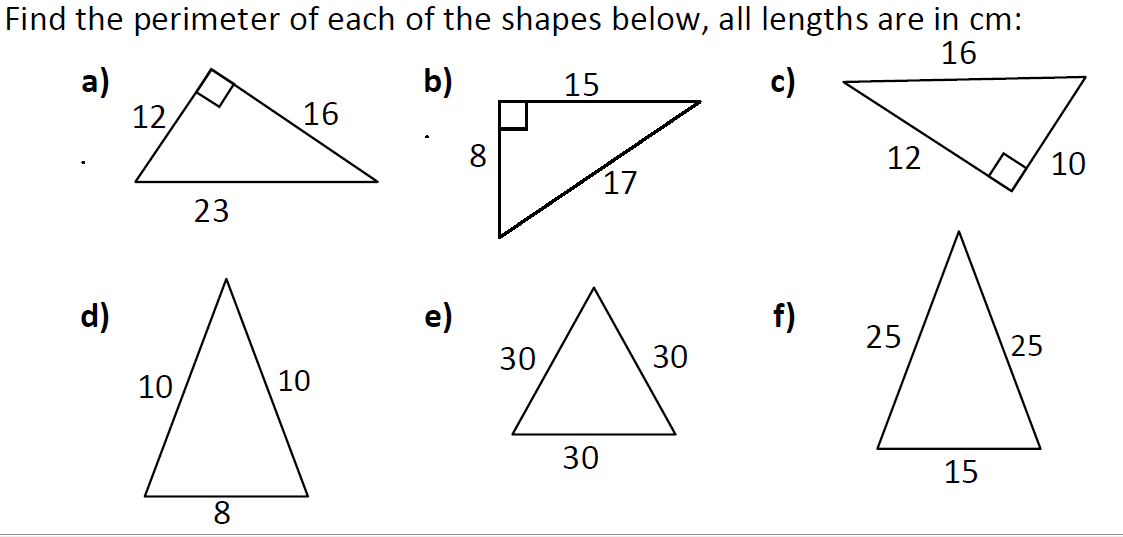 Find the perimeter of each of the shapes below, all lengths are in cm:
a)
12
16
23
b)
15
8
17
c)
16
12
10
d)
10
10
8
e)
30
30
30
f)
25
25
15